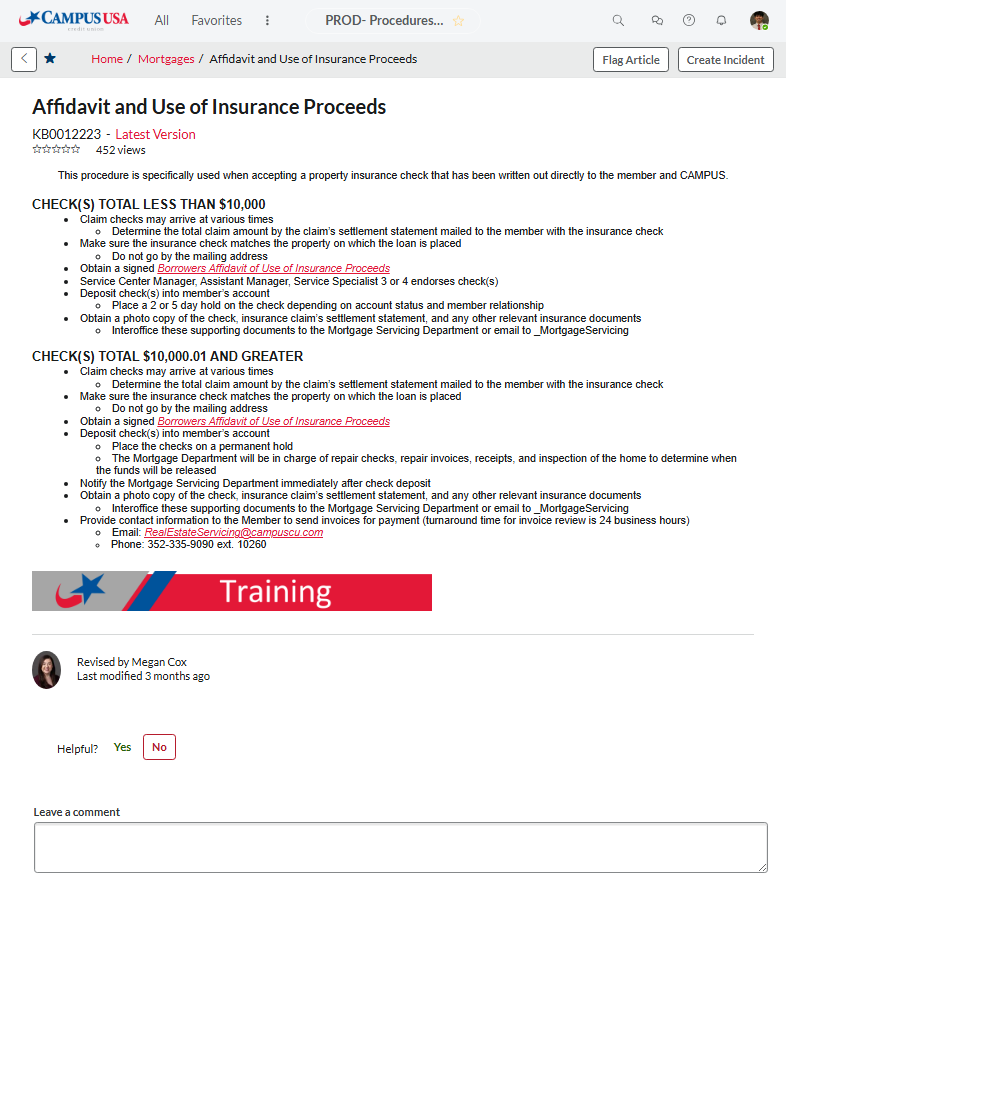 CAMPUS USA
credit union
All Favorites PROD- Procedures...
Home / Mortgages / Affidavit and Use of Insurance Proceeds
Flag Article Create Incident
Affidavit and Use of Insurance Proceeds
KB0012223 - Latest Version
452 views
This procedure is specifically used when accepting a property insurance check that has been written out directly to the member and CAMPUS.
CHECK(S) TOTAL LESS THAN $10,000
Claim checks may arrive at various times
Determine the total claim amount by the claim's settlement statement mailed to the member with the insurance check
Make sure the insurance check matches the property on which the loan is placed
Do not go by the mailing address
Obtain a signed Borrowers Affidavit of Use of Insurance Proceeds
Service Center Manager, Assistant Manager, Service Specialist 3 or 4 endorses check(s)
Deposit check(s) into member's account
Place a 2 or 5 day hold on the check depending on account status and member relationship
Obtain a photo copy of the check, insurance claim's settlement statement, and any other relevant insurance documents
Interoffice these supporting documents to the Mortgage Servicing Department or email to _MortgageServicing
CHECK(S) TOTAL $10,000.01 AND GREATER
Claim checks may arrive at various times
Determine the total claim amount by the claim's settlement statement mailed to the member with the insurance check
Make sure the insurance check matches the property on which the loan is placed
Do not go by the mailing address
Obtain a signed Borrowers Affidavit of Use of Insurance Proceeds
Deposit check(s) into member's account
Place the checks on a permanent hold
The Mortgage Department will be in charge of repair checks, repair invoices, receipts, and inspection of the home to determine when
the funds will be released
Notify the Mortgage Servicing Department immediately after check deposit
Obtain a photo copy of the check, insurance claim's settlement statement, and any other relevant insurance documents
Interoffice these supporting documents to the Mortgage Servicing Department or email to _MortgageServicing
Provide contact information to the Member to send invoices for payment (turnaround time for invoice review is 24 business hours)
Email: RealEstateServicing@campuscu.com
Phone: 352-335-9090 ext. 10260
Training
Revised by Megan Cox
Last modified 3 months ago
Helpful? Yes No
Leave a comment